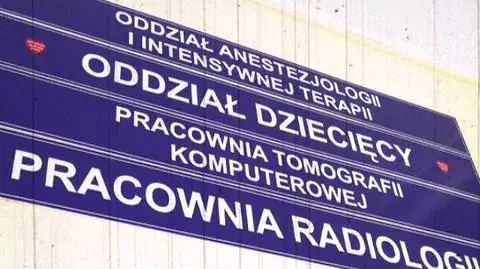 ODDZIAŁ ANESTEZJOLOGII
I INTENSYWNEJ TERAPII
ODDZIAŁ DZIECIĘCY
PRACOWNIA TOMOGRAFII
KOMPUTEROWEJ
PRACOWNIA RADIOLOGII